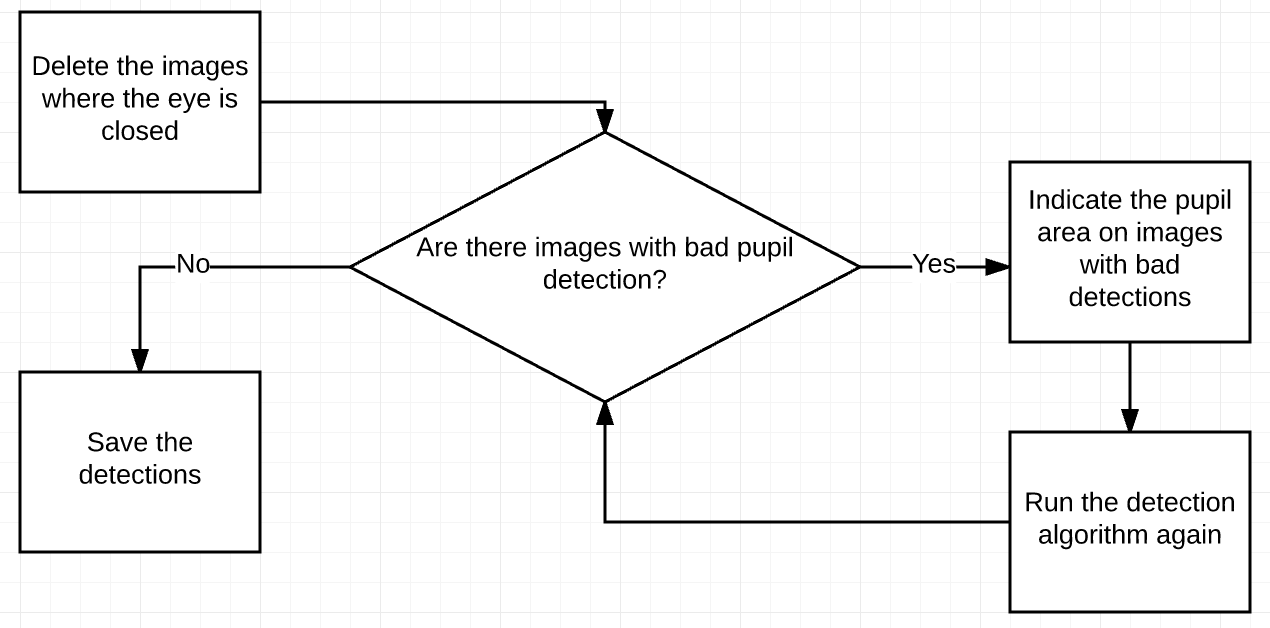 Delete the images
where the eye is
closed
Are there images with bad pupil
detection?
No
Yes
Indicate the pupil
area on images
with bad
detections
Save the
detections
Run the detection
algorithm again